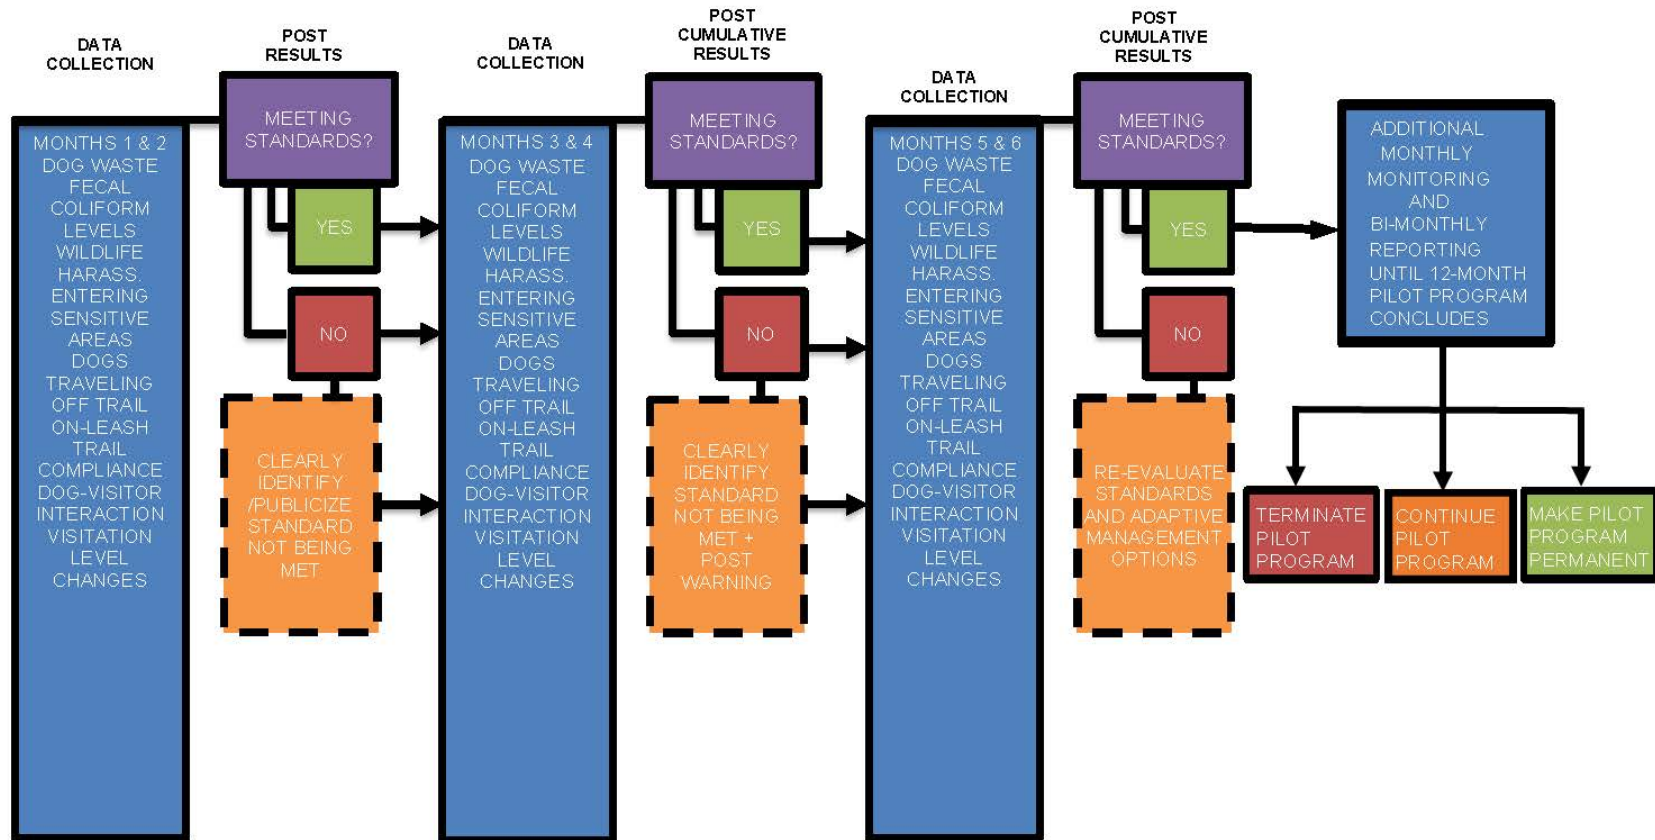 DATA
COLLECTION
POST
RESULTS
DATA
COLLECTION
POST
CUMULATIVE
RESULTS
DATA
COLLECTION
POST
CUMULATIVE
RESULTS
MONTHS 1 & 2
DOG WASTE
FECAL
COLIFORM
LEVELS
WILDLIFE
HARASS.
ENTERING
SENSITIVE
AREAS
DOGS
TRAVELING
OFF TRAIL
ON-LEASH
TRAIL
COMPLIANCE
DOG-VISITOR
INTERACTION
VISITATION
LEVEL
CHANGES
MEETING
STANDARDS?
YES
NO
CLEARLY
IDENTIFY
/PUBLICIZE
STANDARD
NOT BEING
MET
MONTHS 3 & 4
DOG WASTE
FECAL
COLIFORM
LEVELS
WILDLIFE
HARASS.
ENTERING
SENSITIVE
AREAS
DOGS
TRAVELING
OFF TRAIL
ON-LEASH
TRAIL
COMPLIANCE
DOG-VISITOR
INTERACTION
VISITATION
LEVEL
CHANGES
MEETING
STANDARDS?
YES
NO
CLEARLY
IDENTIFY
STANDARD
NOT BEING
MET +
POST
WARNING
MONTHS 5 & 6
DOG WASTE
FECAL
COLIFORM
LEVELS
WILDLIFE
HARASS.
ENTERING
SENSITIVE
AREAS
DOGS
TRAVELING
OFF TRAIL
ON-LEASH
TRAIL
COMPLIANCE
DOG-VISITOR
INTERACTION
VISITATION
LEVEL
CHANGES
MEETING
STANDARDS?
YES
NO
RE-EVALUATE
STANDARDS
AND ADAPTIVE
MANAGEMENT
OPTIONS
ADDITIONAL
MONTHLY
MONITORING
AND
BI-MONTHLY
REPORTING
UNTIL 12-MONTH
PILOT PROGRAM
CONCLUDES
TERMINATE
PILOT
PROGRAM
CONTINUE
PILOT
PROGRAM
MAKE PILOT
PROGRAM
PERMANENT